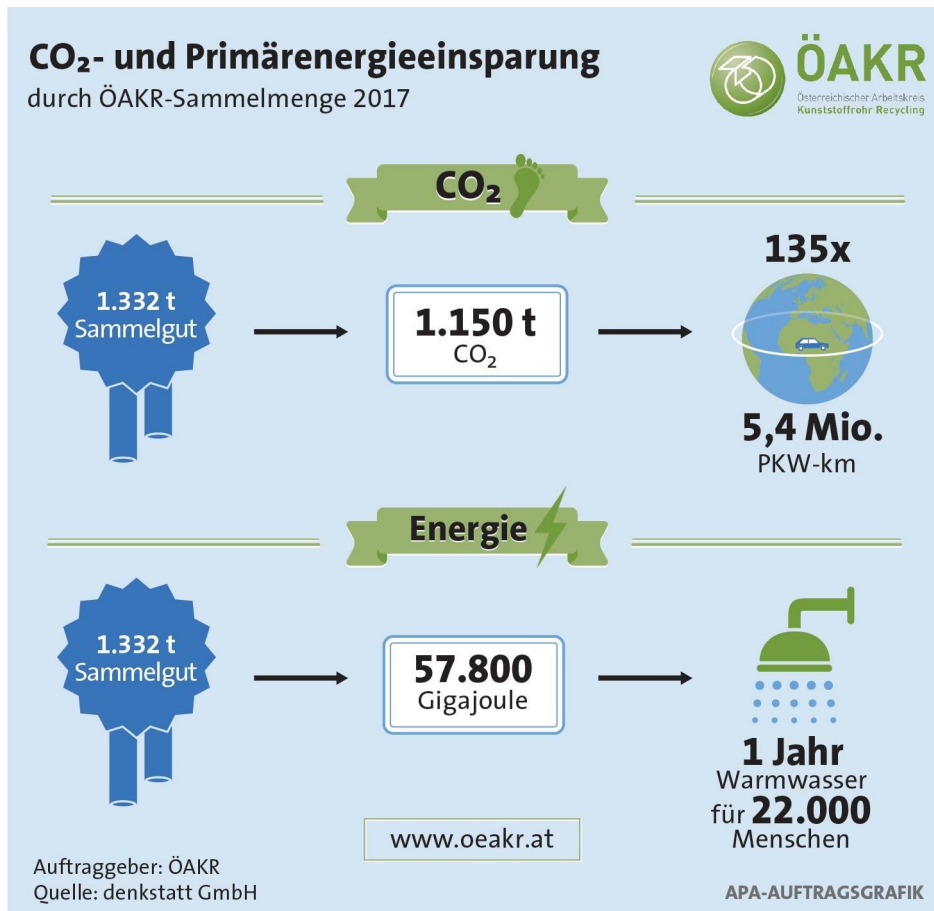 CO₂- und Primärenergieeinsparung
durch ÖAKR-Sammelmenge 2017
ÖAKR
Österreichischer Arbeitskreis
Kunststoffrohr Recycling
CO₂
1.332 t
Sammelgut
1.150 t
CO₂
135x
5,4 Mio.
PKW-km
Energie
1.332 t
Sammelgut
57.800
Gigajoule
1 Jahr
Warmwasser
für 22.000
Menschen
www.oeakr.at
Auftraggeber: ÖAKR
Quelle: denkstatt GmbH
APA-AUFTRAGSGRAFIK